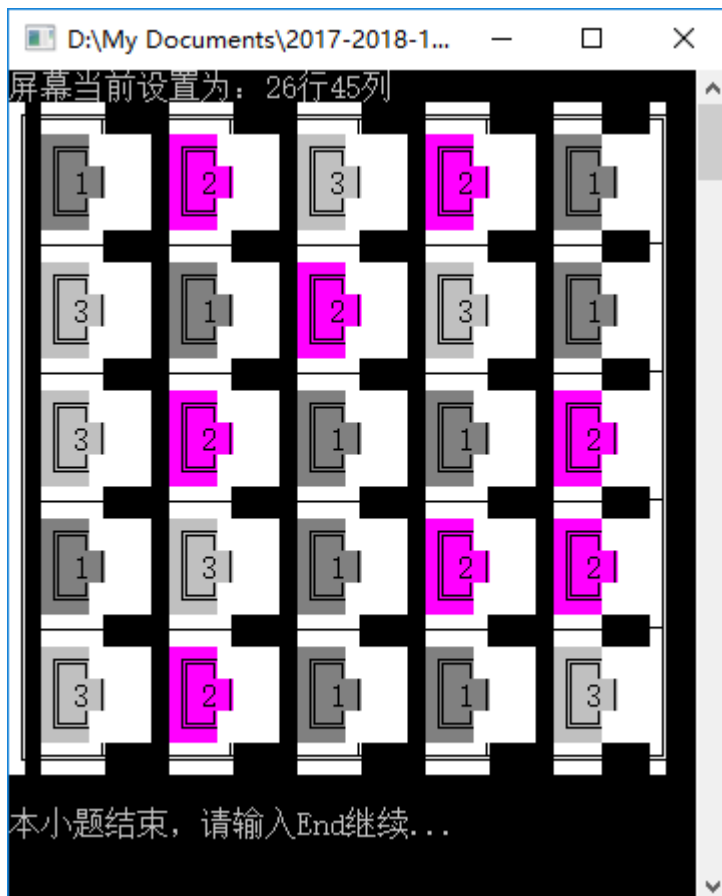 D:\My Documents\2017-2018-1...
屏幕当前设置为：26行45列
1 2 3 2 1
3 1 2 3 1
3 2 1 1 2
1 3 1 2 2
3 2 1 1 3
本小题结束，请输入End继续...